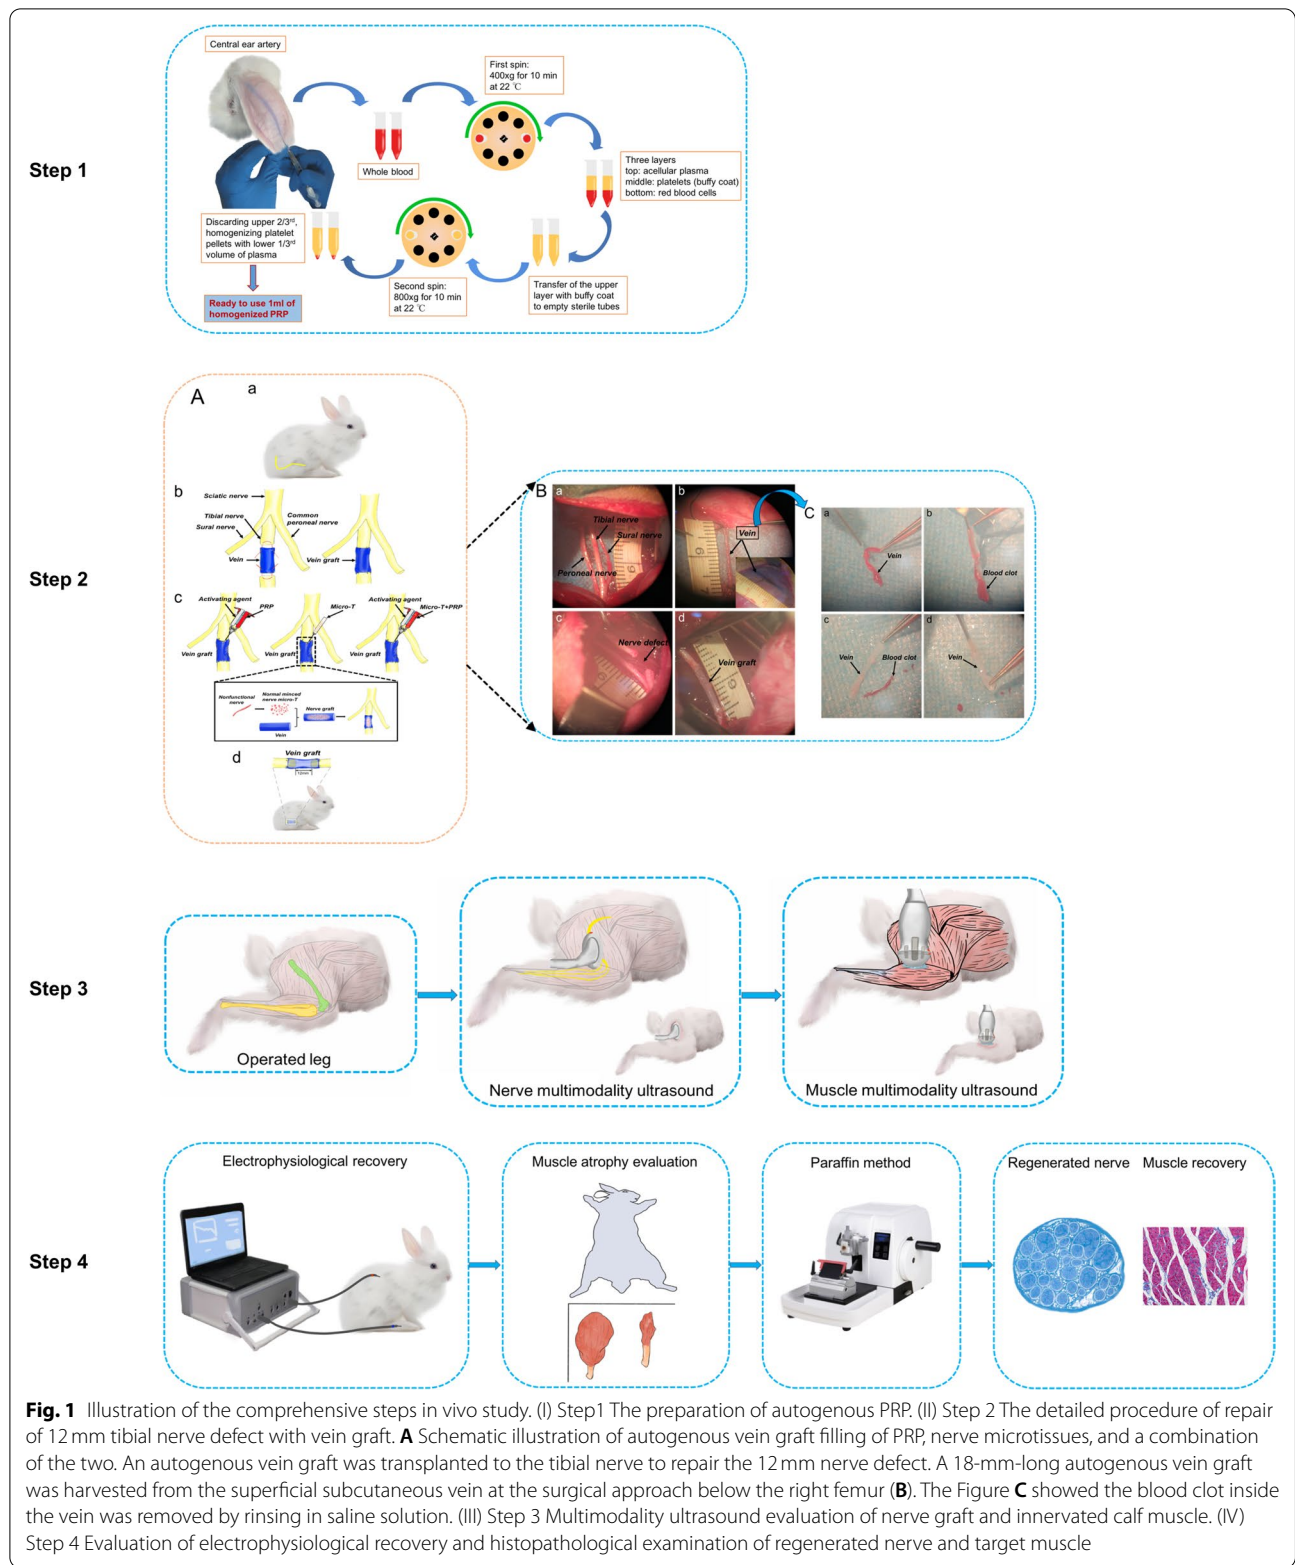 Step 1
Central ear artery
Whole blood
First spin:
400xg for 10 min
at 22 ℃
Three layers
top: acellular plasma
middle: platelets (buffy coat)
bottom: red blood cells
Transfer of the upper
layer with buffy coat
to empty sterile tubes
Second spin:
800xg for 10 min
at 22 ℃
Discarding upper 2/3rd,
homogenizing platelet
pellets with lower 1/3rd
volume of plasma
Ready to use 1ml of
homogenized PRP
Step 2
A
a
b
Sciatic nerve
Tibial nerve
Sural nerve
Common
peroneal nerve
Vein
Vein graft
c
Activating agent
PRP
Vein graft
Micro-T
Vein graft
Activating agent
Micro-T+PRP
Vein graft
Nonfunctional
nerve
Normal minced
nerve micro-T
Vein
Nerve graft
d
Vein graft
12mm
B
a
Tibial nerve
Sural nerve
Peroneal nerve
b
Vein
c
Nerve defect
d
Vein graft
C
a
Vein
b
Blood clot
c
Vein
Blood clot
d
Vein
Step 3
Operated leg
Nerve multimodality ultrasound
Muscle multimodality ultrasound
Step 4
Electrophysiological recovery
Muscle atrophy evaluation
Paraffin method
Regenerated nerve
Muscle recovery
Fig. 1 Illustration of the comprehensive steps in vivo study. (I) Step1 The preparation of autogenous PRP. (II) Step 2 The detailed procedure of repair
of 12 mm tibial nerve defect with vein graft. A Schematic illustration of autogenous vein graft filling of PRP, nerve microtissues, and a combination
of the two. An autogenous vein graft was transplanted to the tibial nerve to repair the 12 mm nerve defect. A 18-mm-long autogenous vein graft
was harvested from the superficial subcutaneous vein at the surgical approach below the right femur (B). The Figure C showed the blood clot inside
the vein was removed by rinsing in saline solution. (III) Step 3 Multimodality ultrasound evaluation of nerve graft and innervated calf muscle. (IV)
Step 4 Evaluation of electrophysiological recovery and histopathological examination of regenerated nerve and target muscle